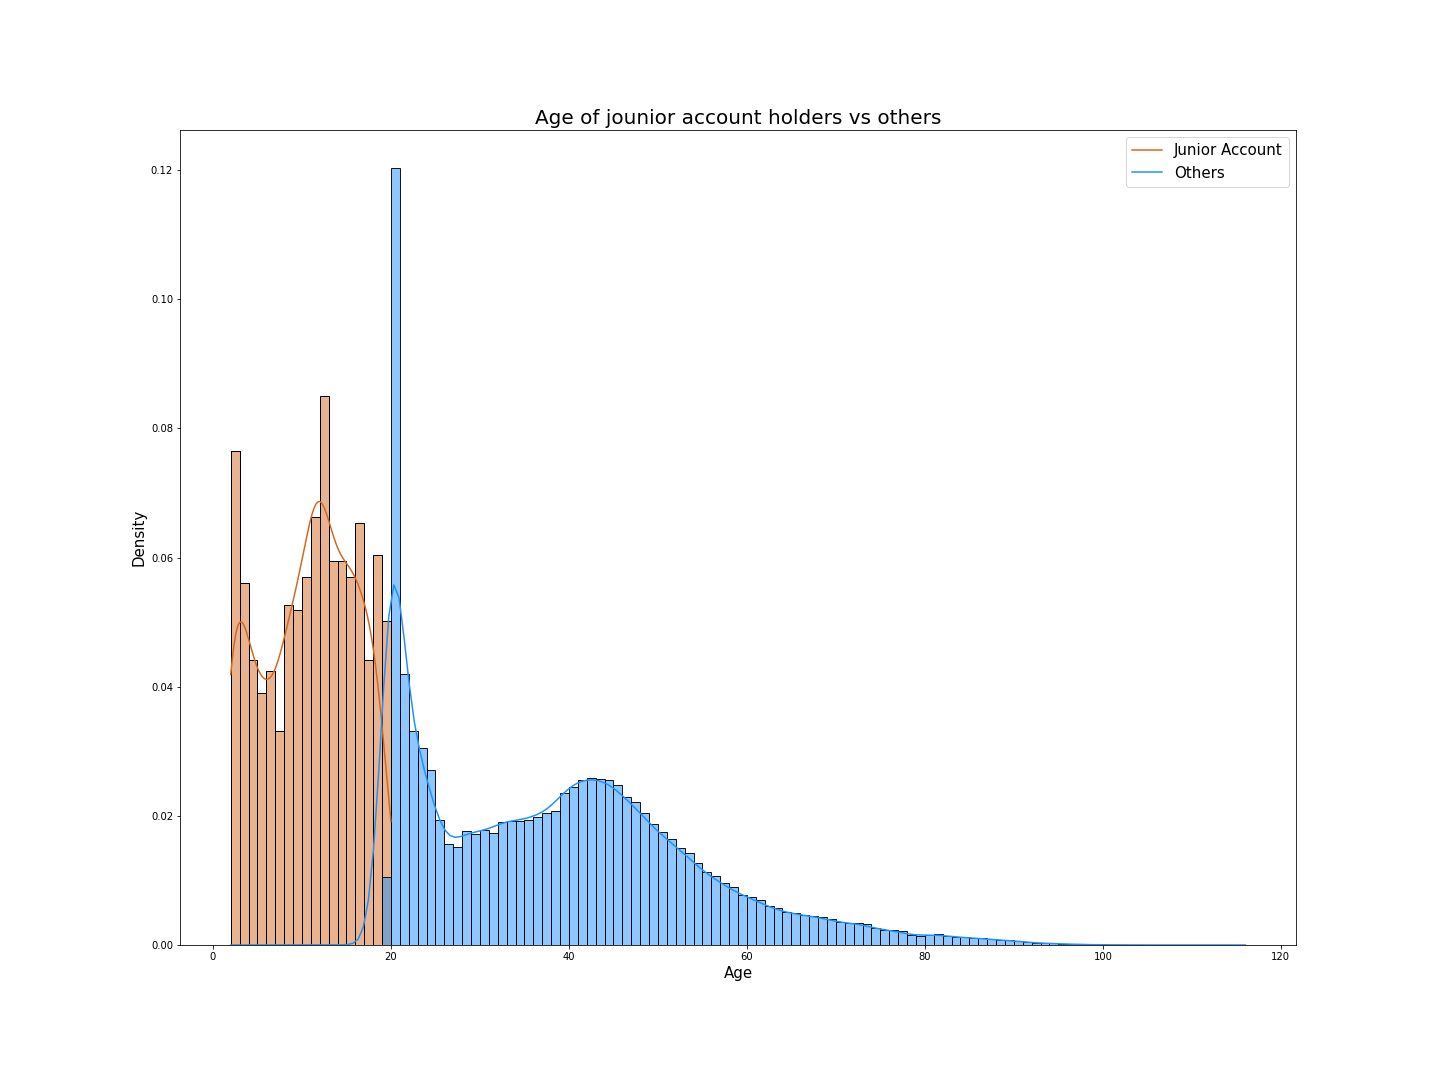 Age of jounior account holders vs others
Junior Account
Others
0.12
0.10
0.08
0.06
0.04
0.02
0.00
Density
0 20 40 60 80 100 120
Age